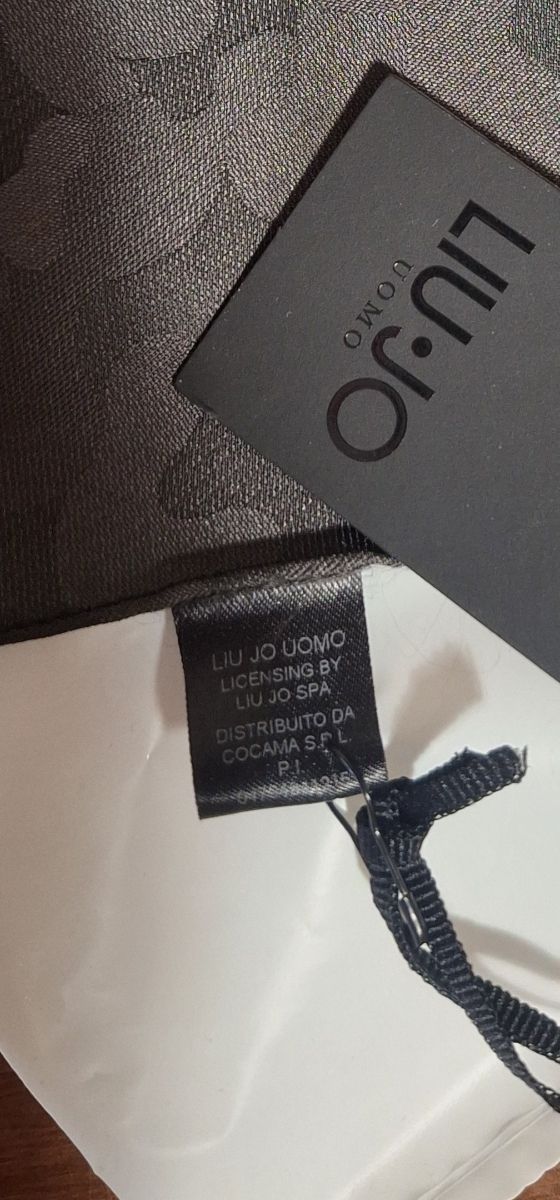 LIU·JO
UOMO
LIU JO UOMO
LICENSING BY
LIU JO SPA
DISTRIBUITO DA
COCAMA S.R.L.
P.I.